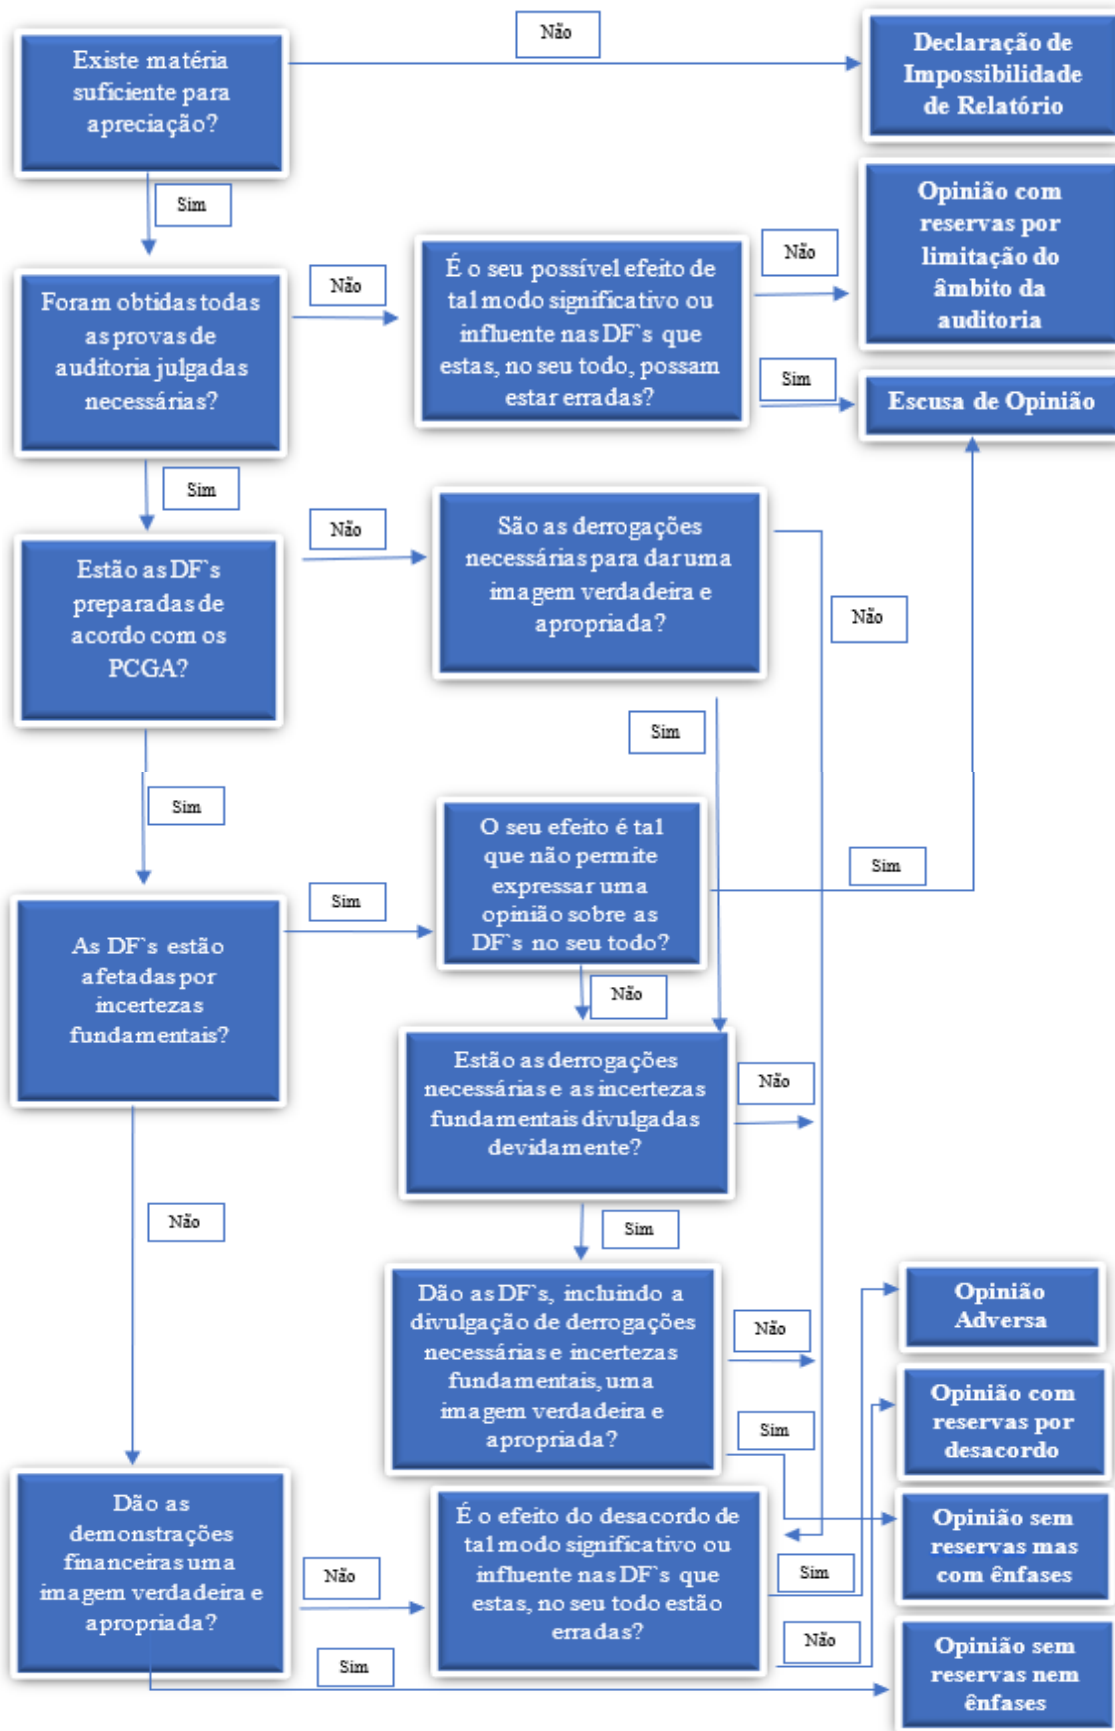 Existe matéria
suficiente para
apreciação?
Não
Declaração de
Impossibilidade
de Relatório
Sim
Foram obtidas todas
as provas de
auditoria julgadas
necessárias?
Não
É o seu possível efeito de
tal modo significativo ou
influente nas DF`s que
estas, no seu todo, possam
estar erradas?
Não
Opinião com
reservas por
limitação do
âmbito da
auditoria
Sim
Escusa de Opinião
Sim
Estão as DF`s
preparadas de
acordo com os
PCGA?
Não
São as derrogações
necessárias para dar uma
imagem verdadeira e
apropriada?
Não
Sim
Sim
As DF`s estão
afetadas por
incertezas
fundamentais?
Sim
O seu efeito é tal
que não permite
expressar uma
opinião sobre as
DF`s no seu todo?
Sim
Não
Estão as derrogações
necessárias e as incertezas
fundamentais divulgadas
devidamente?
Não
Não
Sim
Dão as DF`s, incluindo a
divulgação de derrogações
necessárias e incertezas
fundamentais, uma
imagem verdadeira e
apropriada?
Não
Sim
Opinião
Adversa
Opinião com
reservas por
desacordo
Dão as
demonstrações
financeiras uma
imagem verdadeira e
apropriada?
Não
É o efeito do desacordo de
tal modo significativo ou
influente nas DF`s que
estas, no seu todo estão
erradas?
Sim
Não
Opinião sem
reservas mas
com ênfases
Sim
Opinião sem
reservas nem
ênfases